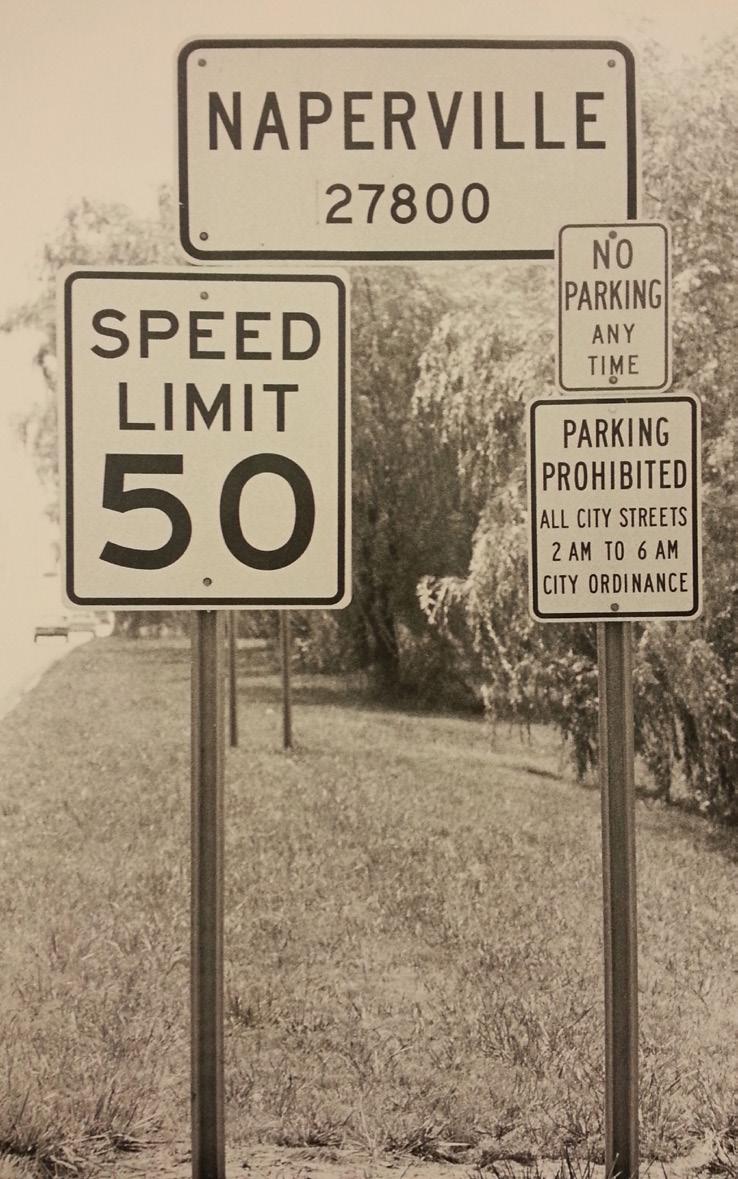 NAPERVILLE
27800
SPEED
LIMIT
50
NO
PARKING
ANY
TIME
PARKING
PROHIBITED
ALL CITY STREETS
2 AM TO 6 AM
CITY ORDINANCE